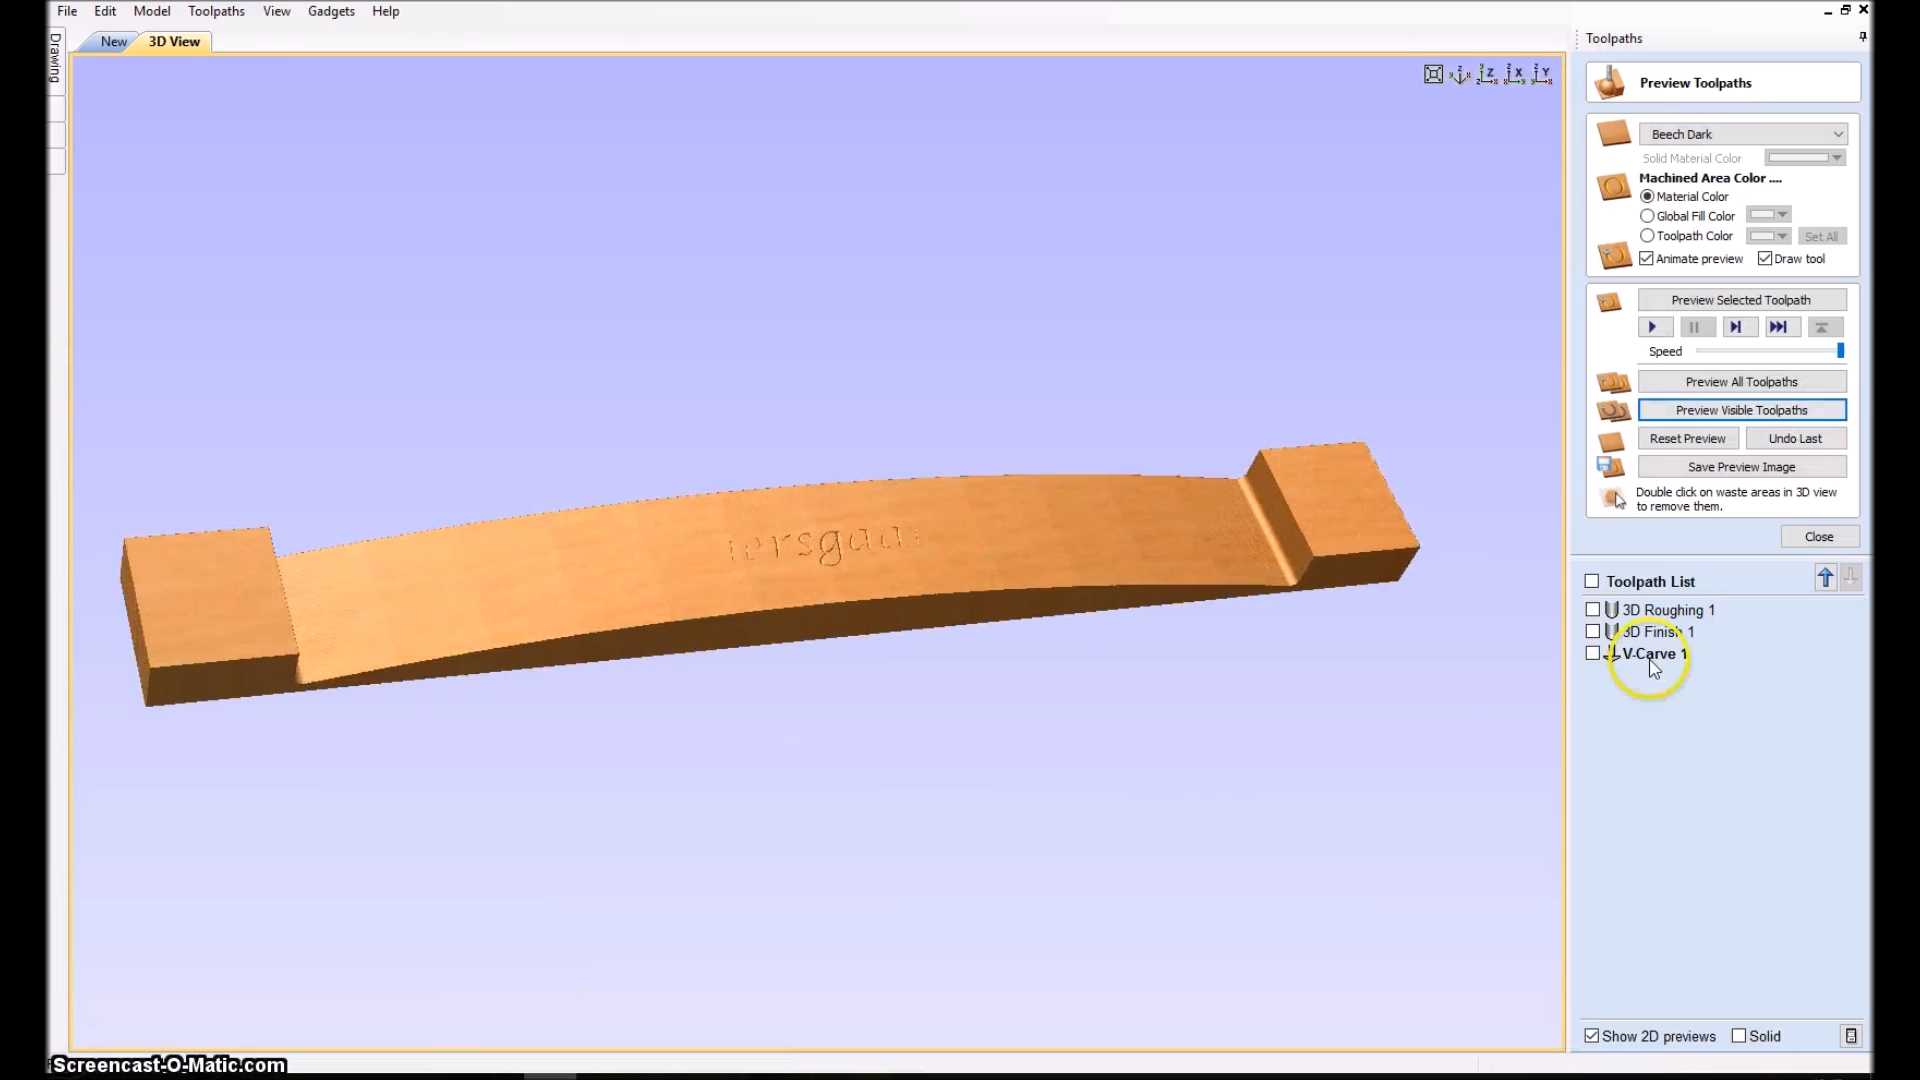 File Edit Model Toolpaths View Gadgets Help
Drawing
New 3D View
Toolpaths
Preview Toolpaths
Beech Dark
Solid Material Color
Machined Area Color ....
Material Color
Global Fill Color
Toolpath Color Set All
Animate preview Draw tool
Preview Selected Toolpath
Speed
Preview All Toolpaths
Preview Visible Toolpaths
Reset Preview Undo Last
Save Preview Image
Double click on waste areas in 3D view
to remove them.
Close
Toolpath List
3D Roughing 1
3D Finish 1
V-Carve 1
Show 2D previews Solid
Screencast-O-Matic.com